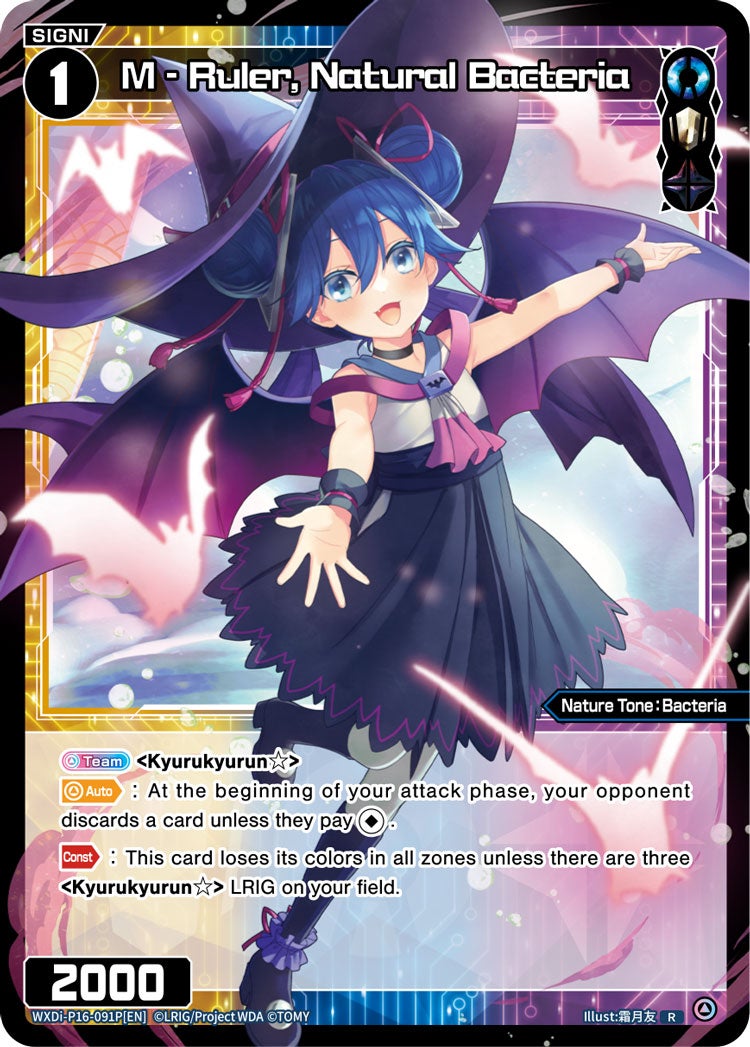 SIGNI
1 M - Ruler, Natural Bacteria
Nature Tone:Bacteria
Team <Kyurukyurun☆>
Auto : At the beginning of your attack phase, your opponent
discards a card unless they pay ◆.
Const : This card loses its colors in all zones unless there are three
<Kyurukyurun☆> LRIG on your field.
2000
WXDi-P16-091P[EN] ©LRIG/Project WDA ©TOMY Illust:霜月友 R